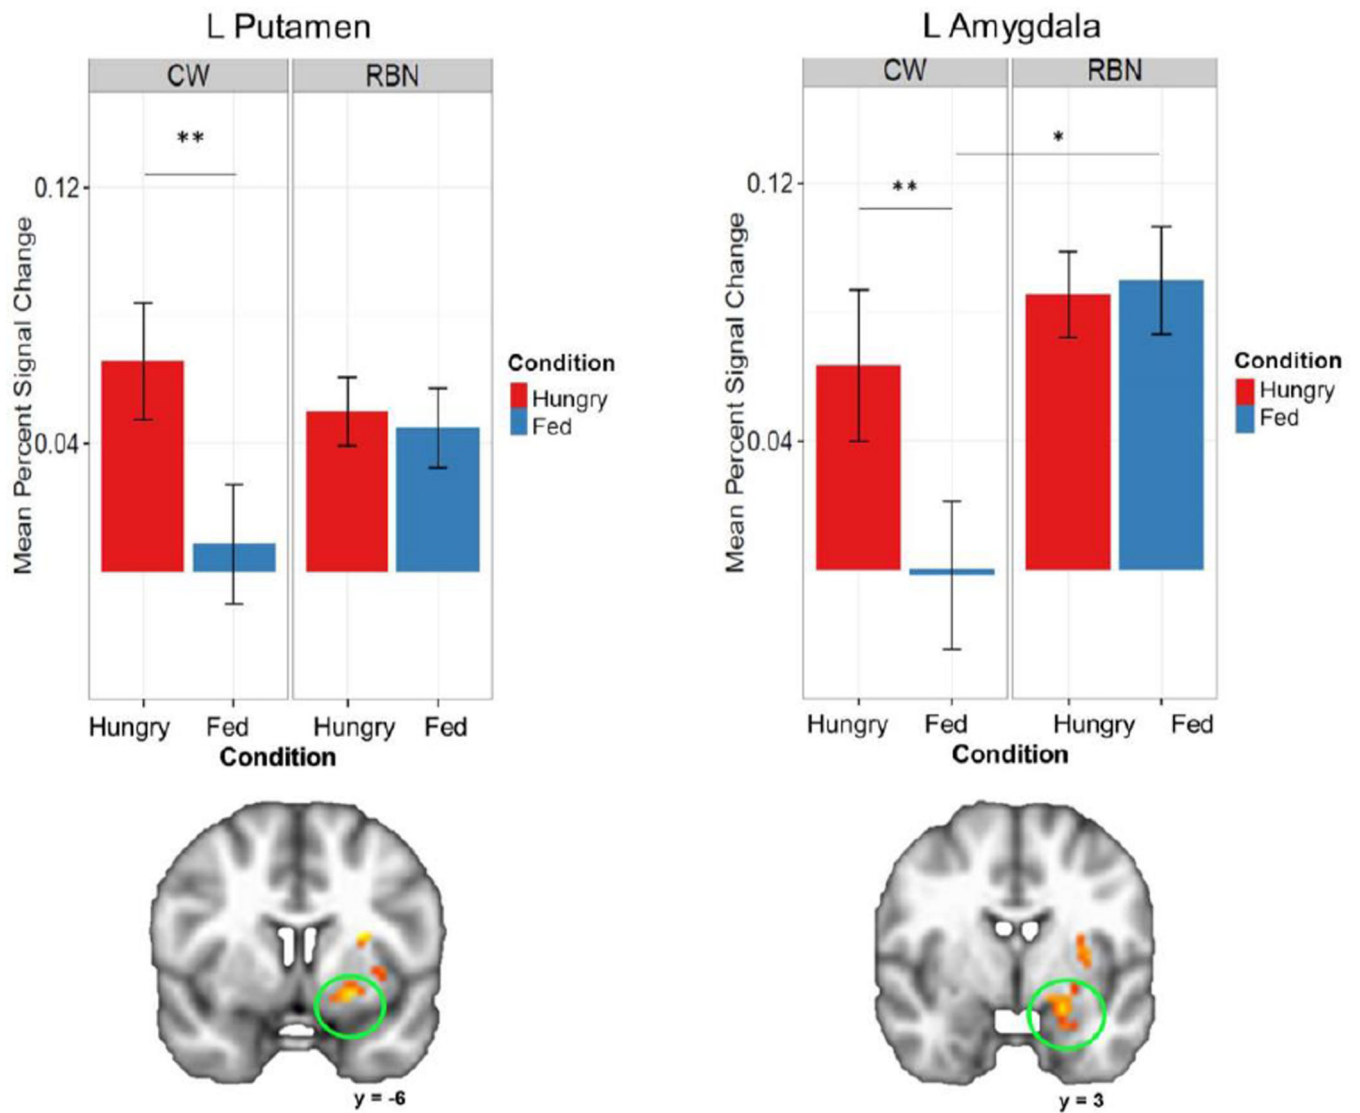 L Putamen
CW
RBN
**
0.12
0.04
Mean Percent Signal Change
Hungry
Fed
Hungry
Fed
Condition
Condition
Hungry
Fed
y = -6
L Amygdala
CW
RBN
*
**
0.12
0.04
Mean Percent Signal Change
Hungry
Fed
Hungry
Fed
Condition
Condition
Hungry
Fed
y = 3